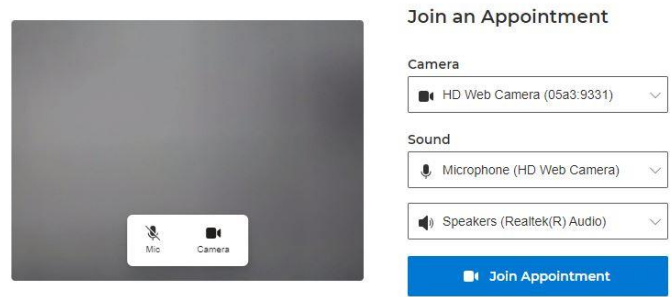 Join an Appointment
Camera
HD Web Camera (05a3:9331)
Sound
Microphone (HD Web Camera)
Speakers (Realtek(R) Audio)
Join Appointment
Mic
Camera